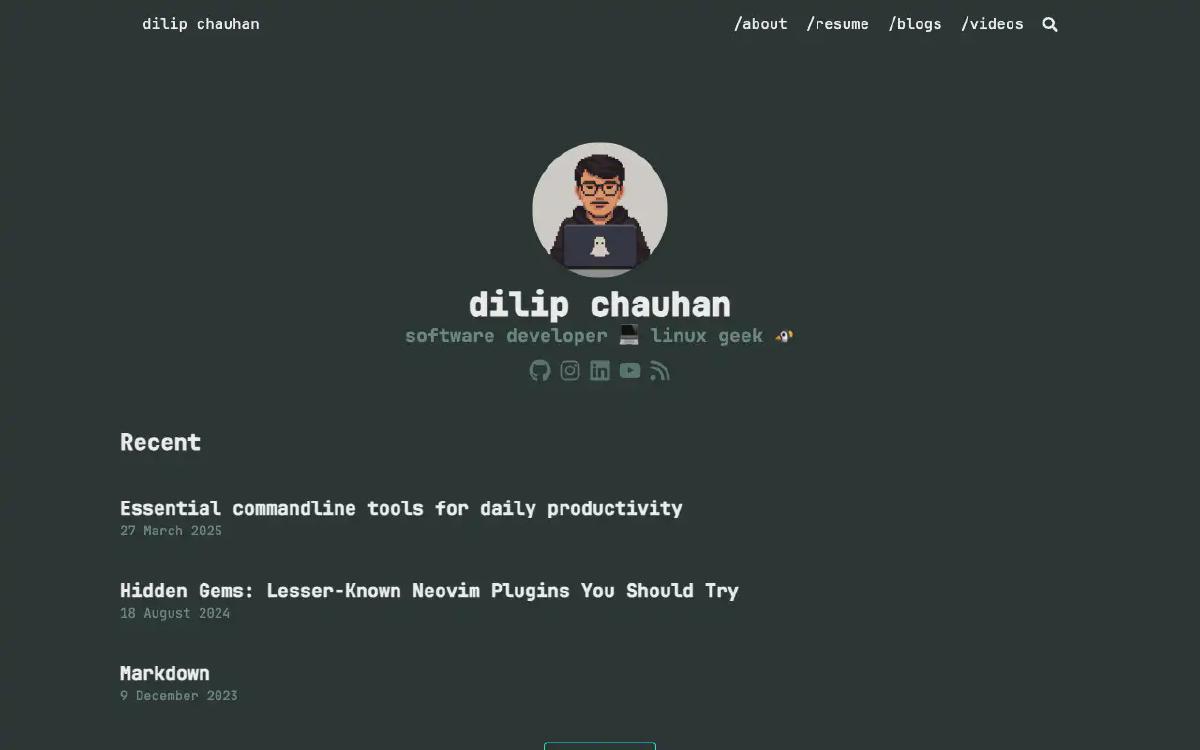 dilip chauhan
/about /resume /blogs /videos
dilip chauhan
software developer 💻 linux geek
Recent
Essential commandline tools for daily productivity
27 March 2025
Hidden Gems: Lesser-Known Neovim Plugins You Should Try
18 August 2024
Markdown
9 December 2023